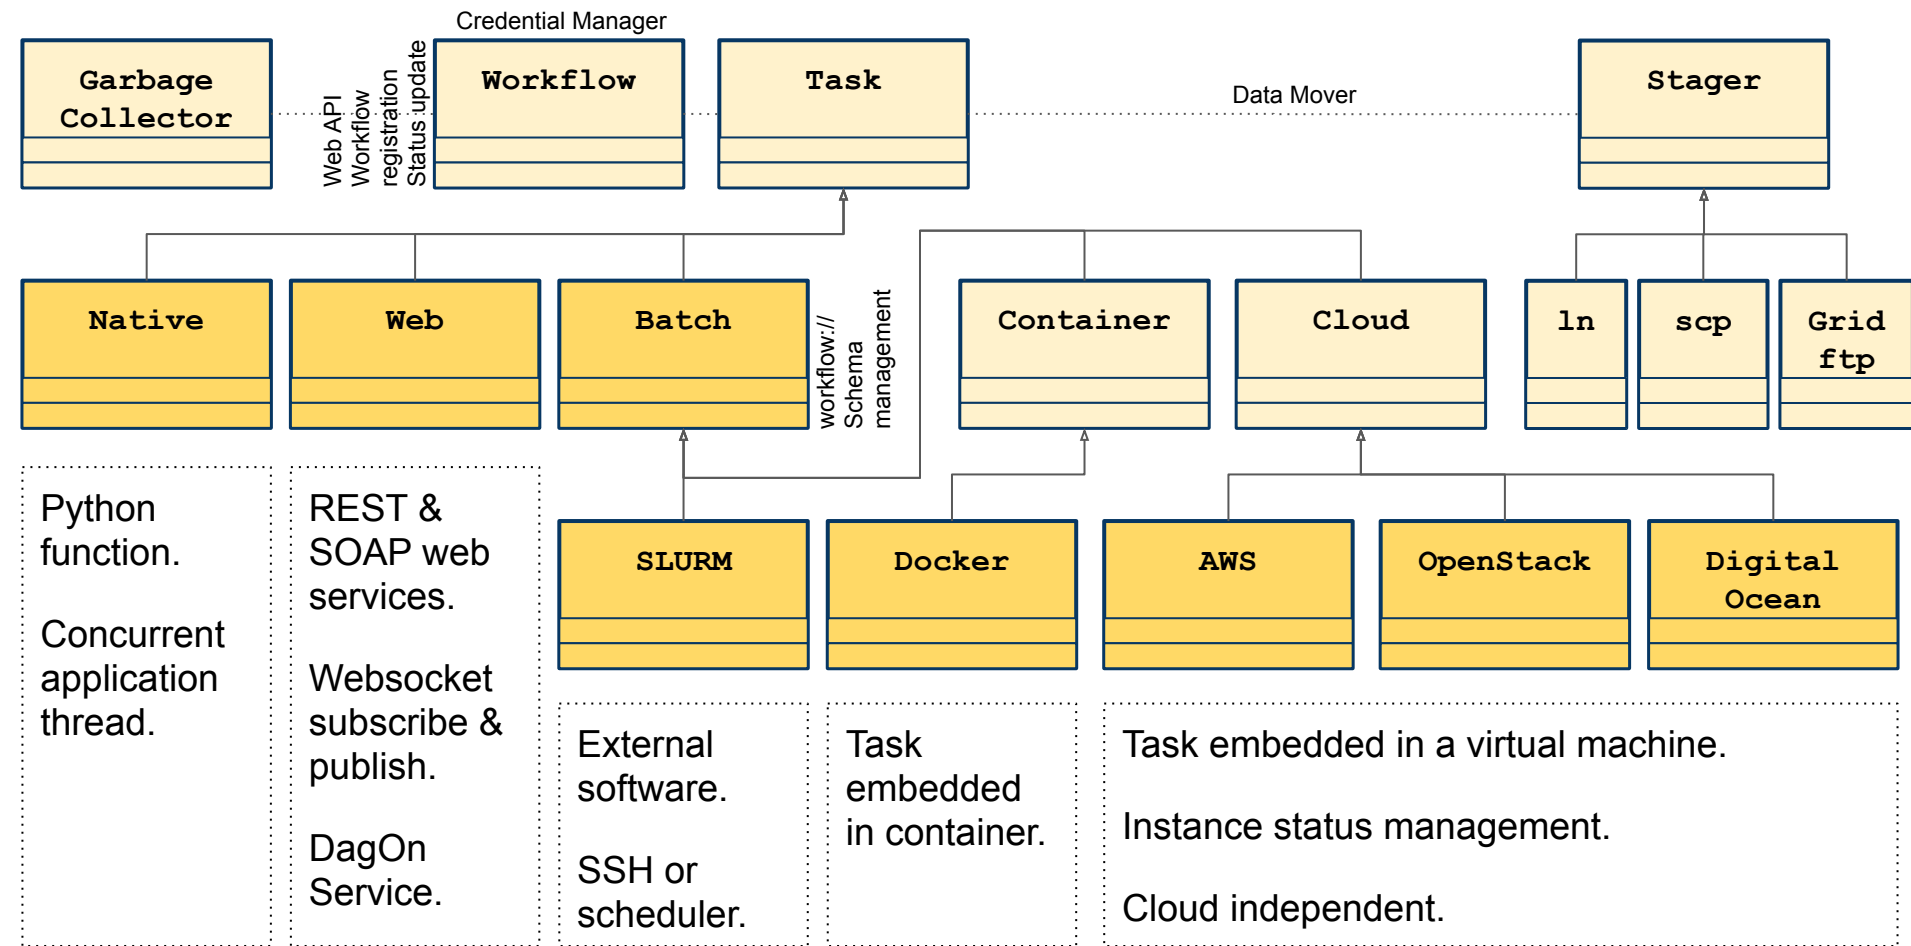 Credential Manager
Garbage
Collector
Web API
Workflow
registration
Status update
Workflow
Task
Data Mover
Stager
Native
Web
Batch
workflow://
Schema
management
Container
Cloud
ln
scp
Grid
ftp
Python
function.
Concurrent
application
thread.
REST &
SOAP web
services.
Websocket
subscribe &
publish.
DagOn
Service.
SLURM
Docker
AWS
OpenStack
Digital
Ocean
External
software.
SSH or
scheduler.
Task
embedded
in container.
Task embedded in a virtual machine.
Instance status management.
Cloud independent.